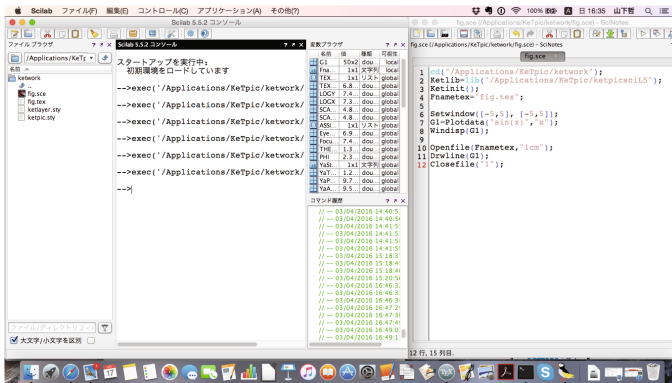 Scilab ファイル(F) 編集(E) コントロール(C) アプリケーション(A) その他(?)
100% 日 16:35 山下哲
Scilab 5.5.2 コンソール
fig.sce (/Applications/KeTpic/ketwork/fig.sce) - SciNotes
ファイル ブラウザ
Scilab 5.5.2 コンソール
変数ブラウザ
fig.sce (/Applications/KeTpic/ketwork/fig.sce) - SciNotes
/Applications/KeTp
名前
ketwork
..
fig.sce
fig.tex
ketlayer.sty
ketpic.sty
ファイル/ディレクトリフィ
大文字/小文字を区別
スタートアップを実行中:
初期環境をロードしています
-->exec('/Applications/KeTpic/ketwork/
-->exec('/Applications/KeTpic/ketwork/
-->exec('/Applications/KeTpic/ketwork/
-->exec('/Applications/KeTpic/ketwork/
-->exec('/Applications/KeTpic/ketwork/
-->
名前 値 種類 可視性
G1 50x2 dou... local
Fna... 1x1 文字列 local
TEX... 1x1 リスト global
TEX... 6.8... dou... global
LOGY 7.4... dou... global
LOGX 7.3... dou... global
SCA... 4.8... dou... global
SCA... 4.8... dou... global
ASSI... 1x1 リスト global
Eye... 6.9... dou... global
Focu... 7.4... dou... global
THE... 1.3... dou... global
PHI 2.3... dou... global
YaSt... 1x1 文字列 global
YaT... 1.2... dou... global
YaP... 9.7... dou... global
YaA... 9.5... dou... global
コマンド履歴
// -- 03/04/2016 14:40:5
// -- 03/04/2016 14:40:5
// -- 03/04/2016 14:41:5
// -- 03/04/2016 14:41:5
// -- 03/04/2016 14:41:5
// -- 03/04/2016 14:41:5
// -- 03/04/2016 15:18:3
// -- 03/04/2016 15:18:4
// -- 03/04/2016 15:18:4
// -- 03/04/2016 15:20:5
// -- 03/04/2016 16:46:3
// -- 03/04/2016 16:46:3
// -- 03/04/2016 16:46:3
// -- 03/04/2016 16:47:2
// -- 03/04/2016 16:47:3
// -- 03/04/2016 16:47:4
// -- 03/04/2016 16:49:0
// -- 03/04/2016 16:49:1
fig.sce
1 cd("/Applications/KeTpic/ketwork");
2 Ketlib=lib("/Applications/KeTpic/ketpicsciL5");
3 Ketinit();
4 Fnametex="fig.tex";
5
6 Setwindow([-5,5], [-5,5]);
7 G1=Plotdata("sin(x)","x");
8 Windisp(G1);
9
10 Openfile(Fnametex,"1cm");
11 Drwline(G1);
12 Closefile("1");
12 行, 15 列目.